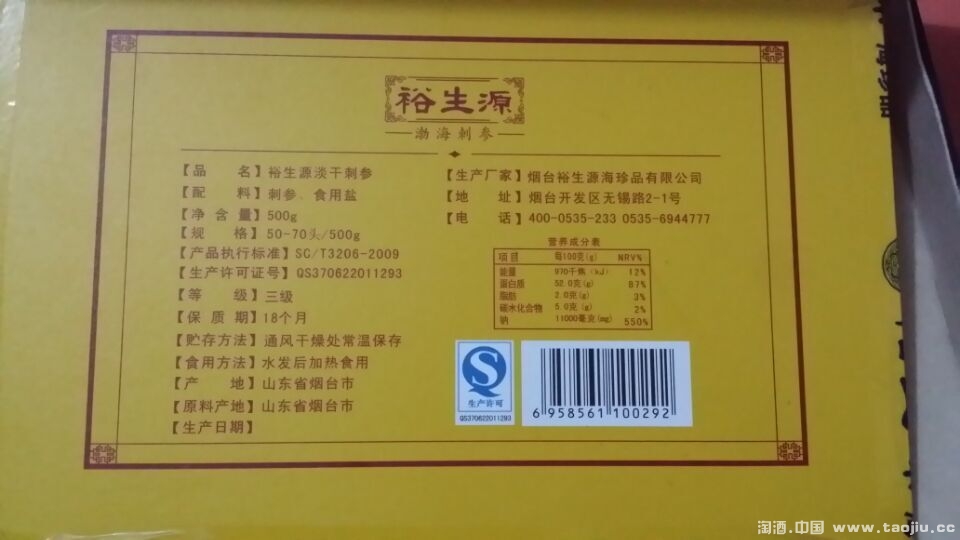 裕生源
渤海刺参
【品 名】裕生源淡干刺参
【配 料】刺参、食用盐
【净 含 量】500g
【规 格】50-70头/500g
【产品执行标准】SC/T3206-2009
【生产许可证号】QS370622011293
【等 级】三级
【保 质 期】18个月
【贮存方法】通风干燥处常温保存
【食用方法】水发后加热食用
【产 地】山东省烟台市
【原料产地】山东省烟台市
【生产日期】
【生产厂家】烟台裕生源海珍品有限公司
【地 址】烟台开发区无锡路2-1号
【电 话】400-0535-233 0535-6944777
营养成分表
项目 每100克(g) NRV%
能量 970千焦(kJ) 12%
蛋白质 52.0克(g) 87%
脂肪 2.0克(g) 3%
碳水化合物 5.0克(g) 2%
钠 11000毫克(mg) 550%
生产许可
QS370622011293
6 958561 100292
淘酒.中国 www.taojiu.cc